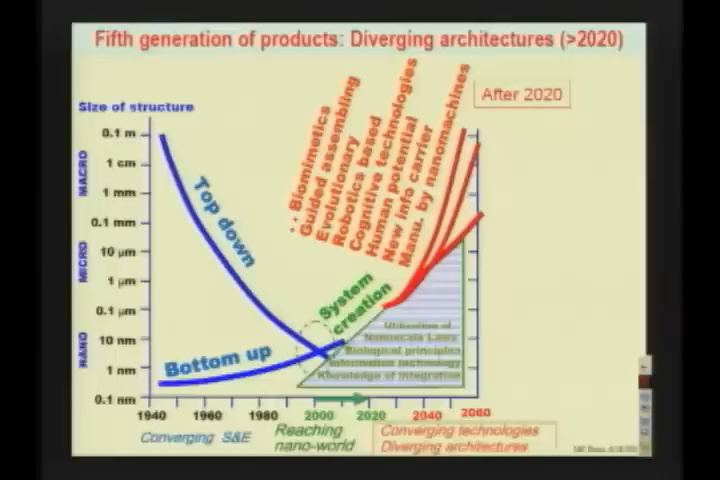 Fifth generation of products: Diverging architectures (>2020)
After 2020
Size of structure
MACRO
MICRO
NANO
0.1 m
1 cm
1 mm
0.1 mm
10 µm
1 µm
0.1 µm
10 nm
1 nm
0.1 nm
Top down
Bottom up
System
creation
Biomimetics
Guided assembling
Evolutionary
Robotics based
Cognitive technologies
Human potential
New info carrier
Manu. by nanomachines
Utilization of
Nanoscale Laws
Biological principles
Information technology
Knowledge of integration
1940 1960 1980 2000 2020 2040 2060
Converging S&E
Reaching
nano-world
Converging technologies
Diverging architectures